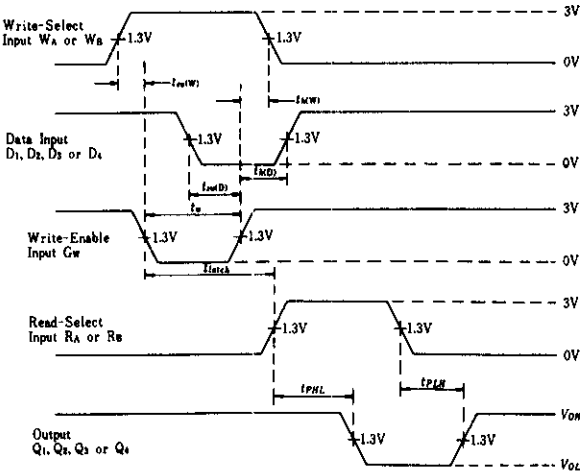 Write-Select
Input WA or WB
1.3V
1.3V
3V
0V
tsu(W)
th(W)
Data Input
D1, D2, D3 or D4
1.3V
1.3V
3V
0V
th(D)
tsu(D)
tw
Write-Enable
Input GW
1.3V
1.3V
3V
0V
tlatch
Read-Select
Input RA or RB
1.3V
1.3V
3V
0V
tPHL
tPLH
Output
Q1, Q2, Q3 or Q4
1.3V
1.3V
VOH
VOL